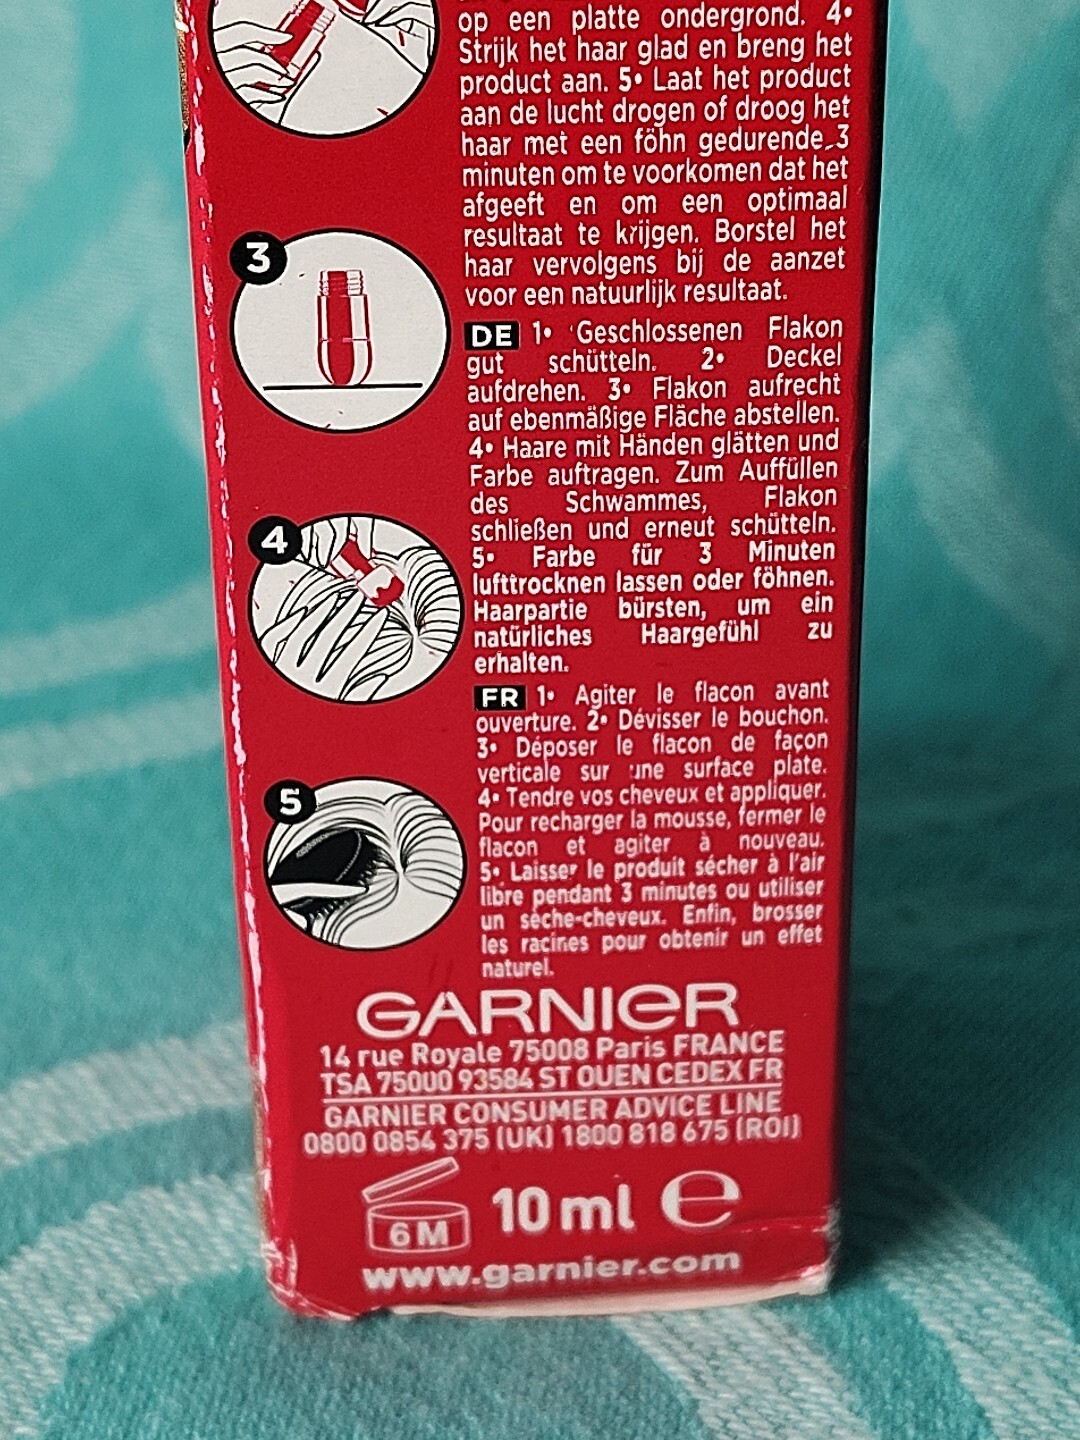 op een platte ondergrond. 4•
Strijk het haar glad en breng het
product aan. 5• Laat het product
aan de lucht drogen of droog het
haar met een föhn gedurende 3
minuten om te voorkomen dat het
afgeeft en om een optimaal
resultaat te krijgen. Borstel het
haar vervolgens bij de aanzet
voor een natuurlijk resultaat.
3
DE 1• Geschlossenen Flakon
gut schütteln. 2• Deckel
aufdrehen. 3• Flakon aufrecht
auf ebenmäßige Fläche abstellen.
4• Haare mit Händen glätten und
Farbe auftragen. Zum Auffüllen
des Schwammes, Flakon
schließen und erneut schütteln.
5• Farbe für 3 Minuten
lufttrocknen lassen oder föhnen.
Haarpartie bürsten, um ein
natürliches Haargefühl zu
erhalten.
4
FR 1• Agiter le flacon avant
ouverture. 2• Dévisser le bouchon.
3• Déposer le flacon de façon
verticale sur une surface plate.
4• Tendre vos cheveux et appliquer.
Pour recharger la mousse, fermer le
flacon et agiter à nouveau.
5• Laisser le produit sécher à l'air
libre pendant 3 minutes ou utiliser
un sèche-cheveux. Enfin, brosser
les racines pour obtenir un effet
naturel.
5
GARNIER
14 rue Royale 75008 Paris FRANCE
TSA 75000 93584 ST OUEN CEDEX FR
GARNIER CONSUMER ADVICE LINE
0800 0854 375 (UK) 1800 818 675 (ROI)
6M 10 ml e
www.garnier.com